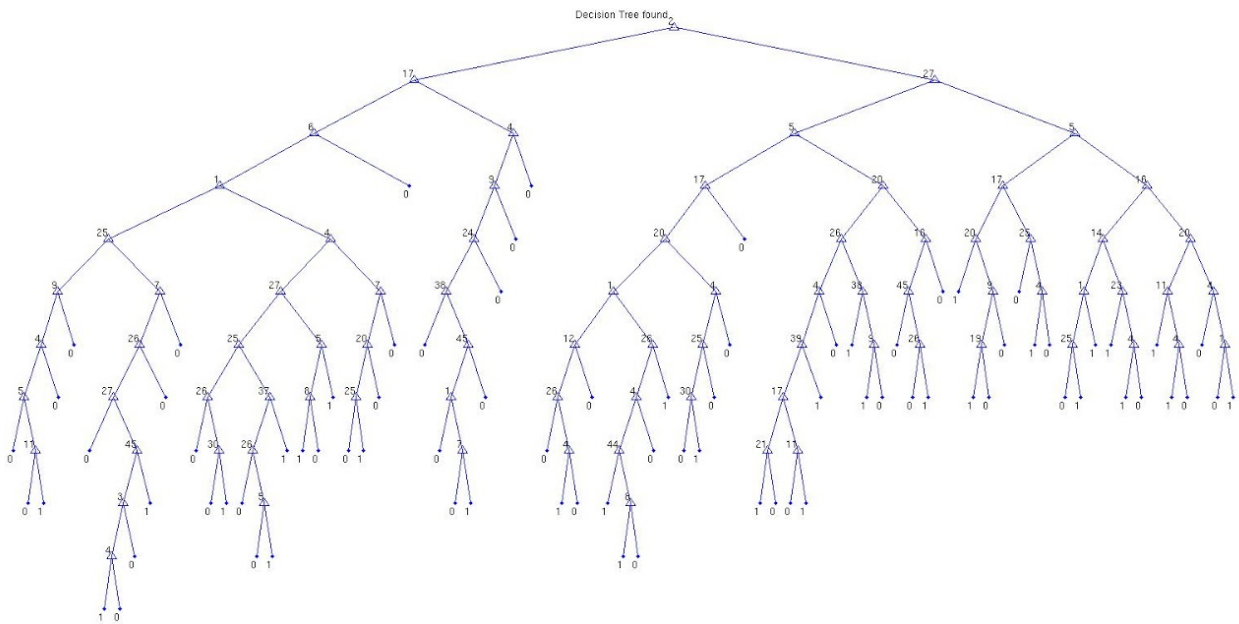 Decision Tree found
2
17 27
6 4 5 5
1 0 9 0 17 20 17 16
25 4 24 0 20 0 26 16 20 25 14 20
9 7 27 7 38 0 1 4 4 38 45 0 1 9 0 4 1 23 11 4
4 0 26 0 25 5 20 0 0 45 12 26 25 0 39 0 1 9 0 26 19 0 1 0 25 1 1 4 1 4 0 1
5 0 27 0 26 37 8 1 25 0 1 0 26 0 4 1 30 0 17 1 1 0 0 1 1 0 0 1 1 0 1 0 0 1
0 11 0 45 0 30 26 1 1 0 0 1 0 7 0 4 44 0 0 1 21 11
0 1 3 1 0 1 0 5 0 1 1 0 1 8 1 0 0 1
4 0 0 1 1 0
1 0